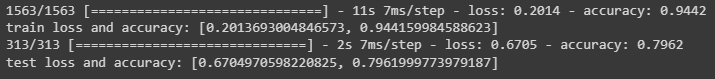 1563/1563 [==============================] - 11s 7ms/step - loss: 0.2014 - accuracy: 0.9442
train loss and accuracy: [0.2013693004846573, 0.944159984588623]
313/313 [==============================] - 2s 7ms/step - loss: 0.6705 - accuracy: 0.7962
test loss and accuracy: [0.6704970598220825, 0.7961999773979187]